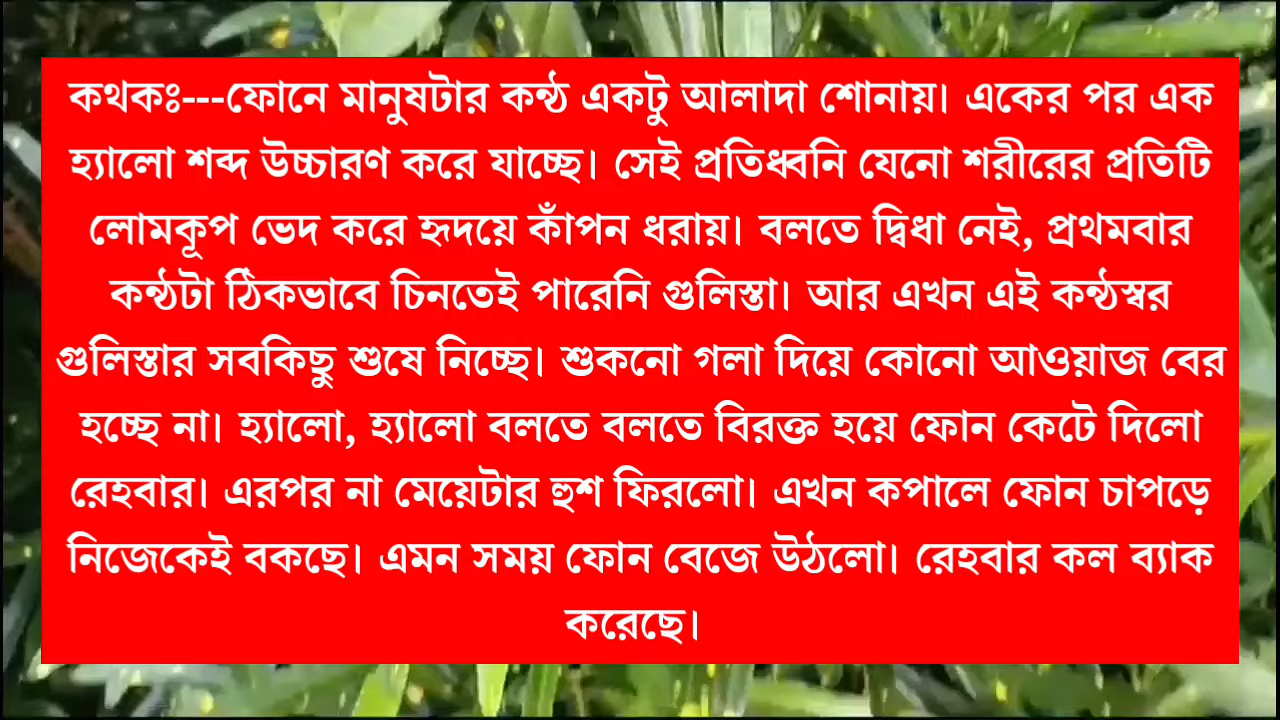 কথকঃ---ফোনে মানুষটার কন্ঠ একটু আলাদা শোনায়। একের পর এক
হ্যালো শব্দ উচ্চারণ করে যাচ্ছে। সেই প্রতিধ্বনি যেনো শরীরের প্রতিটি
লোমকূপ ভেদ করে হৃদয়ে কাঁপন ধরায়। বলতে দ্বিধা নেই, প্রথমবার
কন্ঠটা ঠিকভাবে চিনতেই পারেনি গুলিস্তা। আর এখন এই কন্ঠস্বর
গুলিস্তার সবকিছু শুষে নিচ্ছে। শুকনো গলা দিয়ে কোনো আওয়াজ বের
হচ্ছে না। হ্যালো, হ্যালো বলতে বলতে বিরক্ত হয়ে ফোন কেটে দিলো
রেহবার। এরপর না মেয়েটার হুশ ফিরলো। এখন কপালে ফোন চাপড়ে
নিজেকেই বকছে। এমন সময় ফোন বেজে উঠলো। রেহবার কল ব্যাক
করেছে।